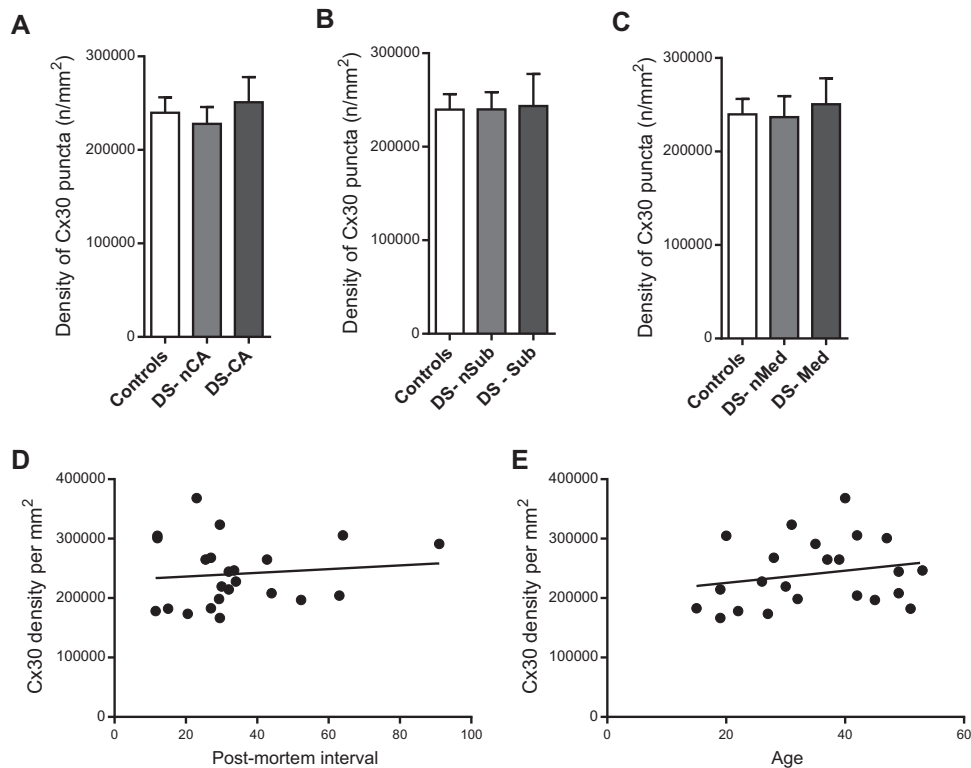 A
Density of Cx30 puncta (n/mm²)
300000
200000
100000
0
Controls
DS- nCA
DS-CA
B
Density of Cx30 puncta (n/mm²)
300000
200000
100000
0
Controls
DS- nSub
DS - Sub
C
Density of Cx30 puncta (n/mm²)
300000
200000
100000
0
Controls
DS- nMed
DS- Med
D
Cx30 density per mm²
400000
300000
200000
100000
0
0
20
40
60
80
100
Post-mortem interval
E
Cx30 density per mm²
400000
300000
200000
100000
0
0
20
40
60
Age